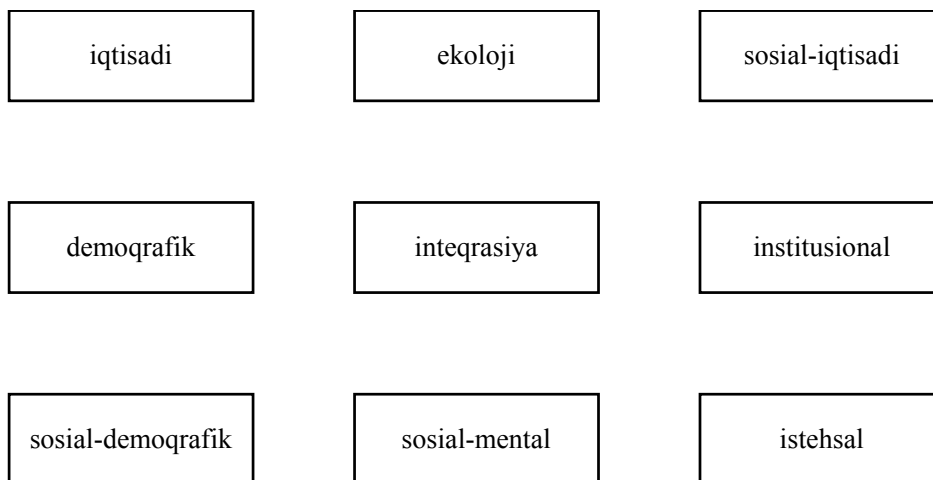 iqtisadi
ekoloji
sosial-iqtisadi
demoqrafik
inteqrasiya
institusional
sosial-demoqrafik
sosial-mental
istehsal